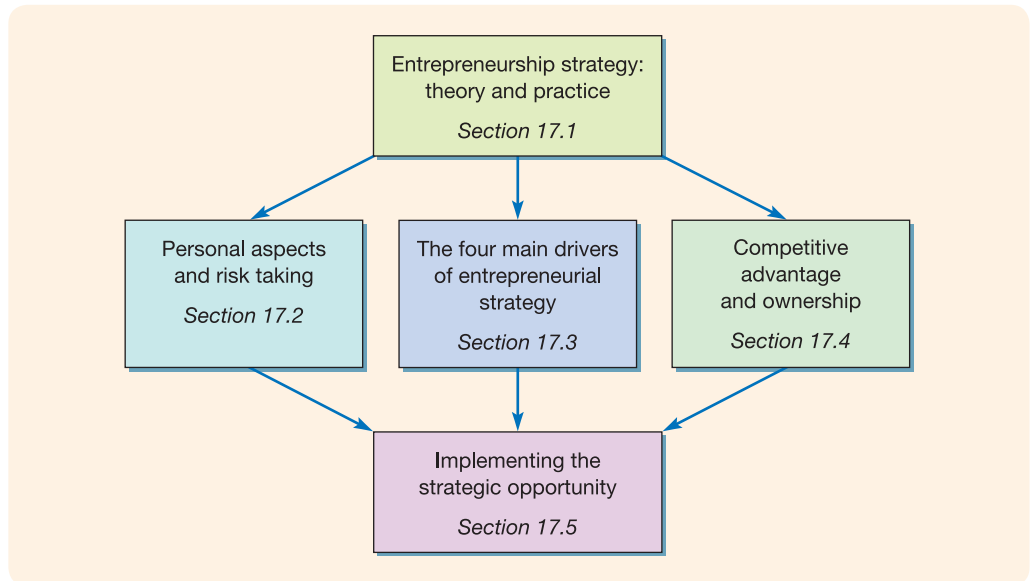 Entrepreneurship strategy:
theory and practice
Section 17.1
Personal aspects
and risk taking
Section 17.2
The four main drivers
of entrepreneurial
strategy
Section 17.3
Competitive
advantage
and ownership
Section 17.4
Implementing the
strategic opportunity
Section 17.5